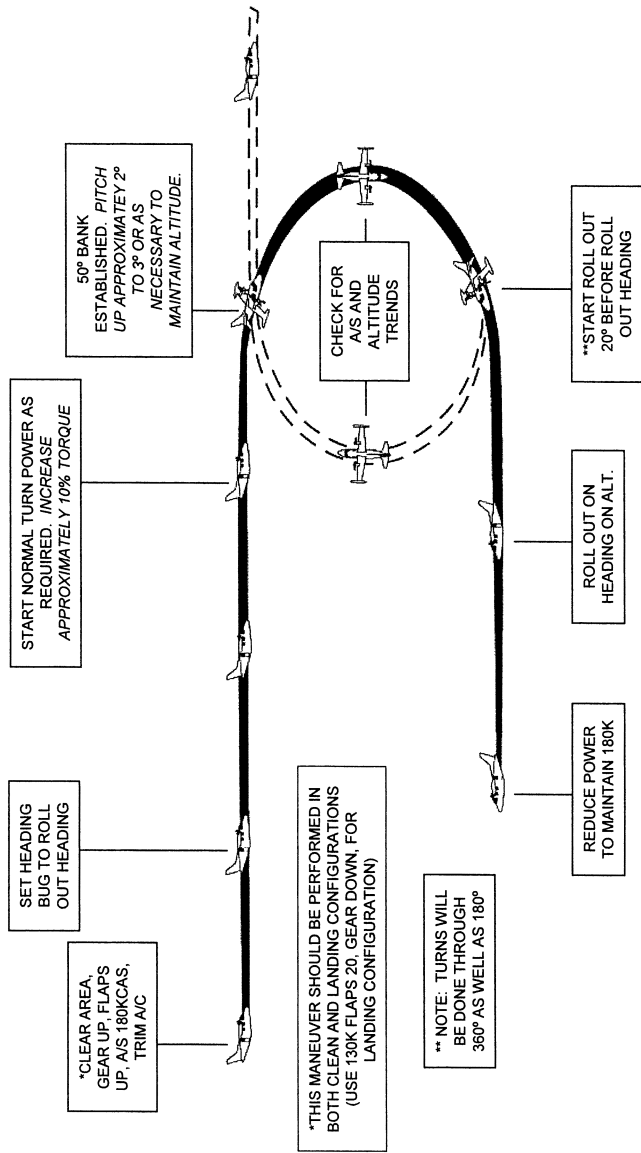 *CLEAR AREA,
GEAR UP, FLAPS
UP, A/S 180KCAS,
TRIM A/C
SET HEADING
BUG TO ROLL
OUT HEADING
START NORMAL TURN POWER AS
REQUIRED. INCREASE
APPROXIMATELY 10% TORQUE
50º BANK
ESTABLISHED. PITCH
UP APPROXIMATEY 2º
TO 3º OR AS
NECESSARY TO
MAINTAIN ALTITUDE.
CHECK FOR
A/S AND
ALTITUDE
TRENDS
**START ROLL OUT
20º BEFORE ROLL
OUT HEADING
ROLL OUT ON
HEADING ON ALT.
REDUCE POWER
TO MAINTAIN 180K
*THIS MANEUVER SHOULD BE PERFORMED IN
BOTH CLEAN AND LANDING CONFIGURATIONS
(USE 130K FLAPS 20, GEAR DOWN, FOR
LANDING CONFIGURATION)
** NOTE: TURNS WILL
BE DONE THROUGH
360º AS WELL AS 180º